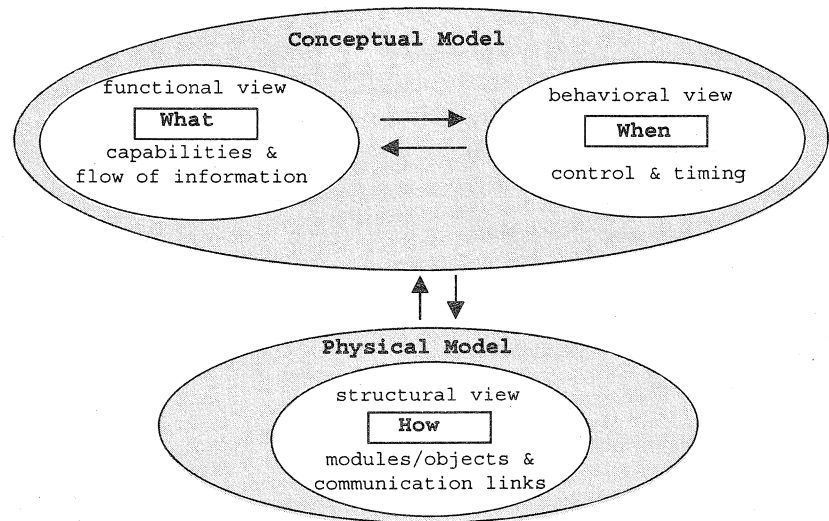 Conceptual Model
functional view
What
capabilities &
flow of information
behavioral view
When
control & timing
Physical Model
structural view
How
modules/objects &
communication links